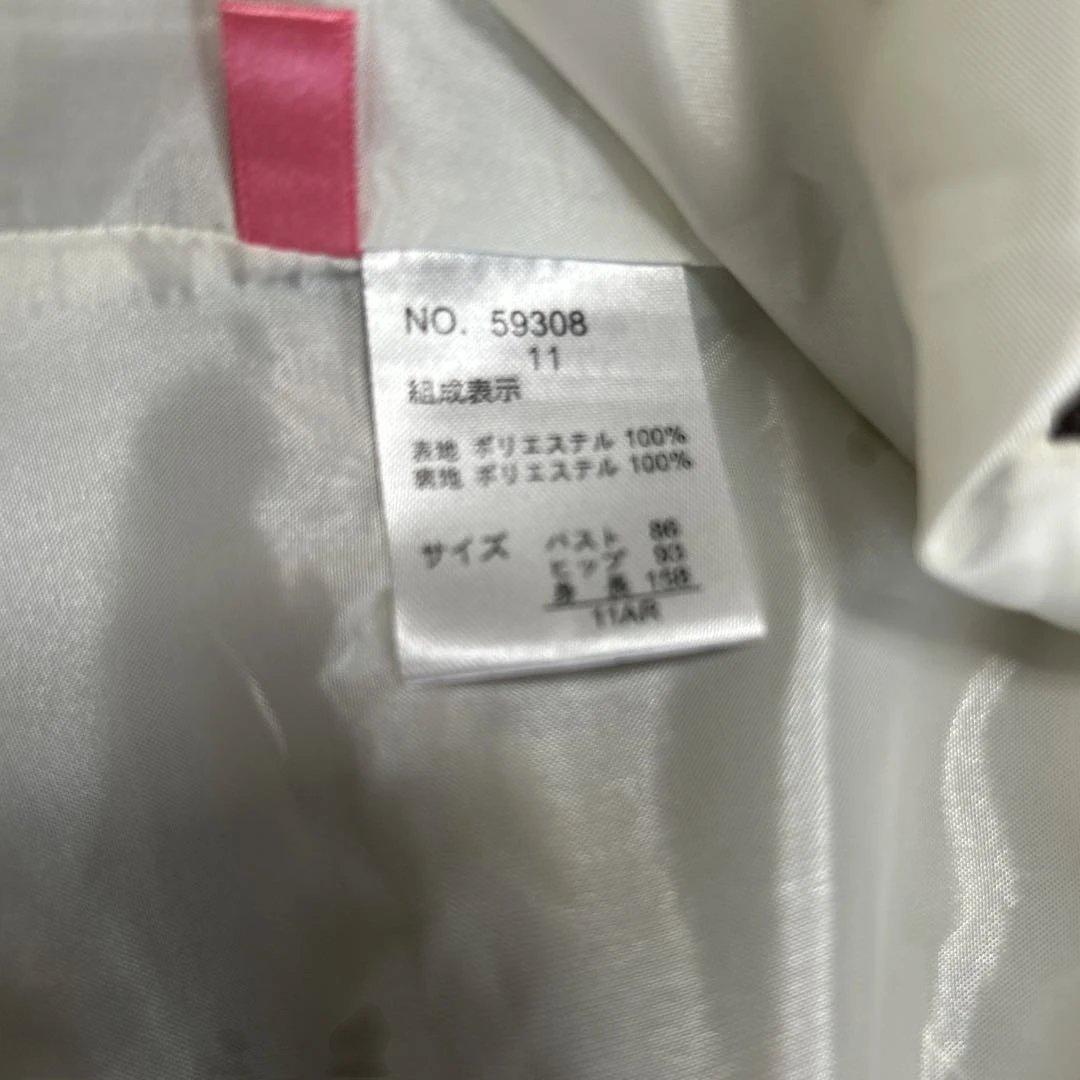 NO. 59308
11
組成表示
表地 ポリエステル 100%
裏地 ポリエステル 100%
サイズ バスト 86
ヒップ 93
身 長 158
11AR